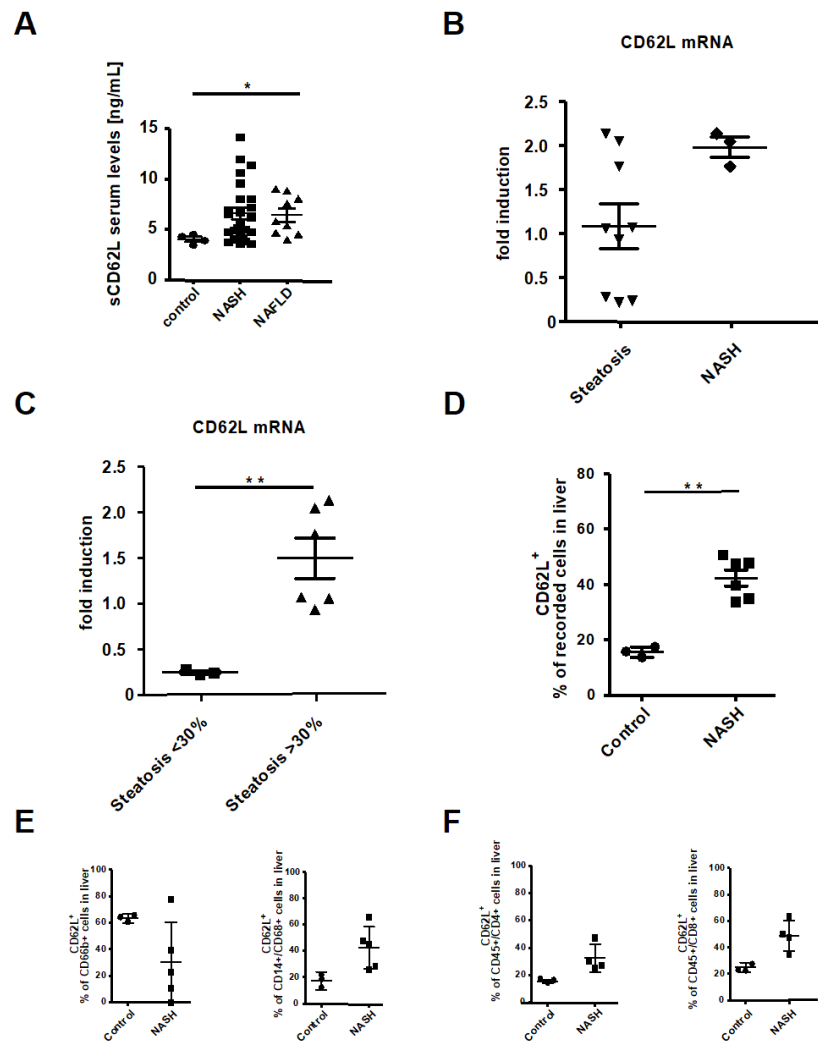 A
sCD62L serum levels [ng/mL]
*
15
10
5
0
control
NASH
NAFLD
B
CD62L mRNA
fold induction
2.5
2.0
1.5
1.0
0.5
0
Steatosis
NASH
C
CD62L mRNA
fold induction
* *
2.5
2.0
1.5
1.0
0.5
0
Steatosis <30%
Steatosis >30%
D
CD62L+
% of recorded cells in liver
* *
80
60
40
20
0
Control
NASH
E
CD62L+
% of CD66b+ cells in liver
100
80
60
40
20
0
Control
NASH
CD62L+
% of CD14+/CD68+ cells in liver
100
80
60
40
20
0
Control
NASH
F
CD62L+
% of CD45+/CD4+ cells in liver
100
80
60
40
20
0
Control
NASH
CD62L+
% of CD45+/CD8+ cells in liver
100
80
60
40
20
0
Control
NASH